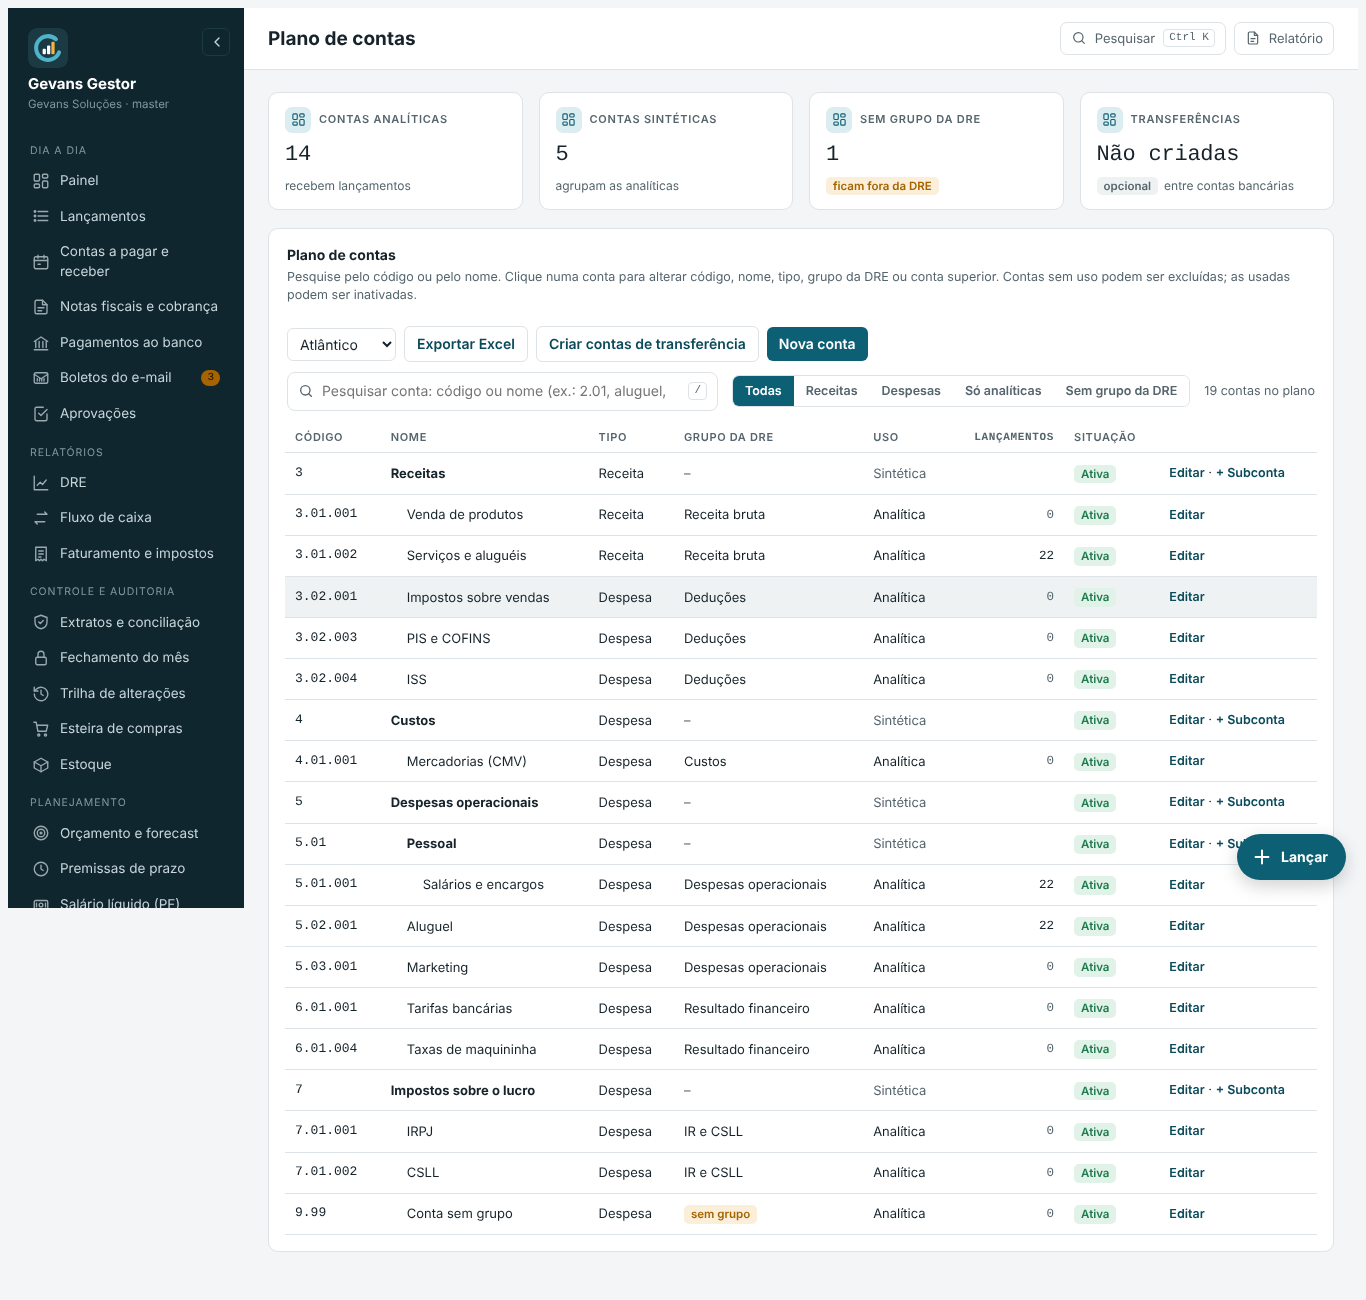 Gevans Gestor
Gevans Soluções · master
DIA A DIA
Painel
Lançamentos
Contas a pagar e
receber
Notas fiscais e cobrança
Pagamentos ao banco
Boletos do e-mail 3
Aprovações
RELATÓRIOS
DRE
Fluxo de caixa
Faturamento e impostos
CONTROLE E AUDITORIA
Extratos e conciliação
Fechamento do mês
Trilha de alterações
Esteira de compras
Estoque
PLANEJAMENTO
Orçamento e forecast
Premissas de prazo
Salário líquido (PF)
Plano de contas
Pesquisar Ctrl K
Relatório
CONTAS ANALÍTICAS
14
recebem lançamentos
CONTAS SINTÉTICAS
5
agrupam as analíticas
SEM GRUPO DA DRE
1
ficam fora da DRE
TRANSFERÊNCIAS
Não criadas
opcional entre contas bancárias
Plano de contas
Pesquise pelo código ou pelo nome. Clique numa conta para alterar código, nome, tipo, grupo da DRE ou conta superior. Contas sem uso podem ser excluídas; as usadas
podem ser inativadas.
Atlântico Exportar Excel Criar contas de transferência Nova conta
Pesquisar conta: código ou nome (ex.: 2.01, aluguel, / Todas Receitas Despesas Só analíticas Sem grupo da DRE 19 contas no plano
CÓDIGO NOME TIPO GRUPO DA DRE USO LANÇAMENTOS SITUAÇÃO
3 Receitas Receita – Sintética Ativa Editar · + Subconta
3.01.001 Venda de produtos Receita Receita bruta Analítica 0 Ativa Editar
3.01.002 Serviços e aluguéis Receita Receita bruta Analítica 22 Ativa Editar
3.02.001 Impostos sobre vendas Despesa Deduções Analítica 0 Ativa Editar
3.02.003 PIS e COFINS Despesa Deduções Analítica 0 Ativa Editar
3.02.004 ISS Despesa Deduções Analítica 0 Ativa Editar
4 Custos Despesa – Sintética Ativa Editar · + Subconta
4.01.001 Mercadorias (CMV) Despesa Custos Analítica 0 Ativa Editar
5 Despesas operacionais Despesa – Sintética Ativa Editar · + Subconta
5.01 Pessoal Despesa – Sintética Ativa Editar · + Su
Lançar
5.01.001 Salários e encargos Despesa Despesas operacionais Analítica 22 Ativa Editar
5.02.001 Aluguel Despesa Despesas operacionais Analítica 22 Ativa Editar
5.03.001 Marketing Despesa Despesas operacionais Analítica 0 Ativa Editar
6.01.001 Tarifas bancárias Despesa Resultado financeiro Analítica 0 Ativa Editar
6.01.004 Taxas de maquininha Despesa Resultado financeiro Analítica 0 Ativa Editar
7 Impostos sobre o lucro Despesa – Sintética Ativa Editar · + Subconta
7.01.001 IRPJ Despesa IR e CSLL Analítica 0 Ativa Editar
7.01.002 CSLL Despesa IR e CSLL Analítica 0 Ativa Editar
9.99 Conta sem grupo Despesa sem grupo Analítica 0 Ativa Editar